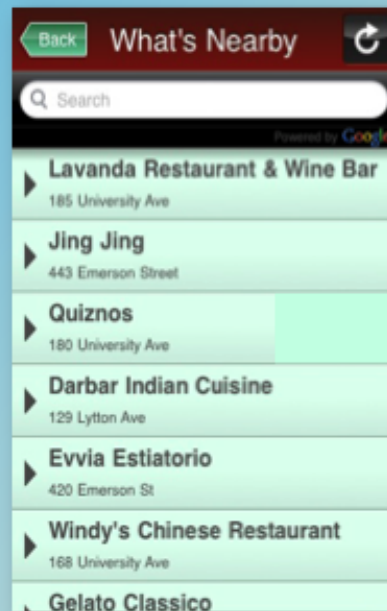 Back
What's Nearby
Search
Powered by Google
Lavanda Restaurant & Wine Bar
185 University Ave
Jing Jing
443 Emerson Street
Quiznos
180 University Ave
Darbar Indian Cuisine
129 Lytton Ave
Evvia Estiatorio
420 Emerson St
Windy's Chinese Restaurant
168 University Ave
Gelato Classico